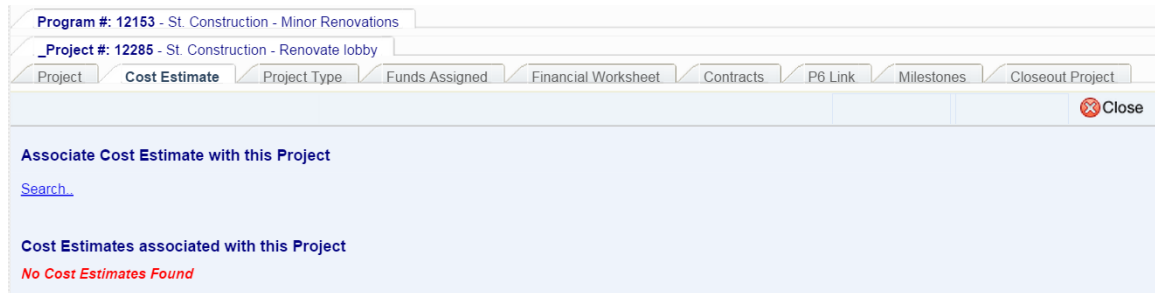 Program #: 12153 - St. Construction - Minor Renovations
_Project #: 12285 - St. Construction - Renovate lobby
Project Cost Estimate Project Type Funds Assigned Financial Worksheet Contracts P6 Link Milestones Closeout Project
Close
Associate Cost Estimate with this Project
Search..
Cost Estimates associated with this Project
No Cost Estimates Found